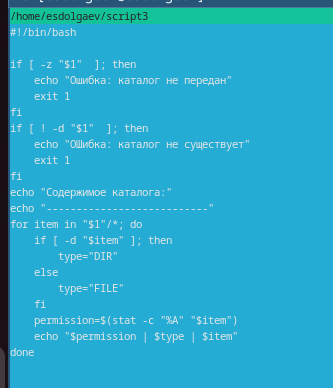 /home/esdolgaev/script3
#!/bin/bash

if [ -z "$1"  ]; then
    echo "Ошибка: каталог не передан"
    exit 1
fi
if [ ! -d "$1"  ]; then
    echo "ОШибка: каталог не существует"
    exit 1
fi
echo "Содержимое каталога:"
echo "--------------------------"
for item in "$1"/*; do
    if [ -d "$item" ]; then
        type="DIR"
    else
        type="FILE"
    fi
    permission=$(stat -c "%A" "$item")
    echo "$permission | $type | $item"
done